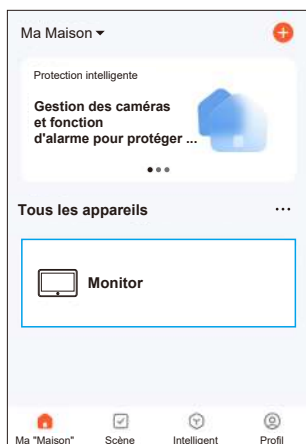 Ma Maison
Protection intelligente
Gestion des caméras
et fonction
d'alarme pour protéger ...
Tous les appareils
Monitor
Ma "Maison" Scène Intelligent Profil